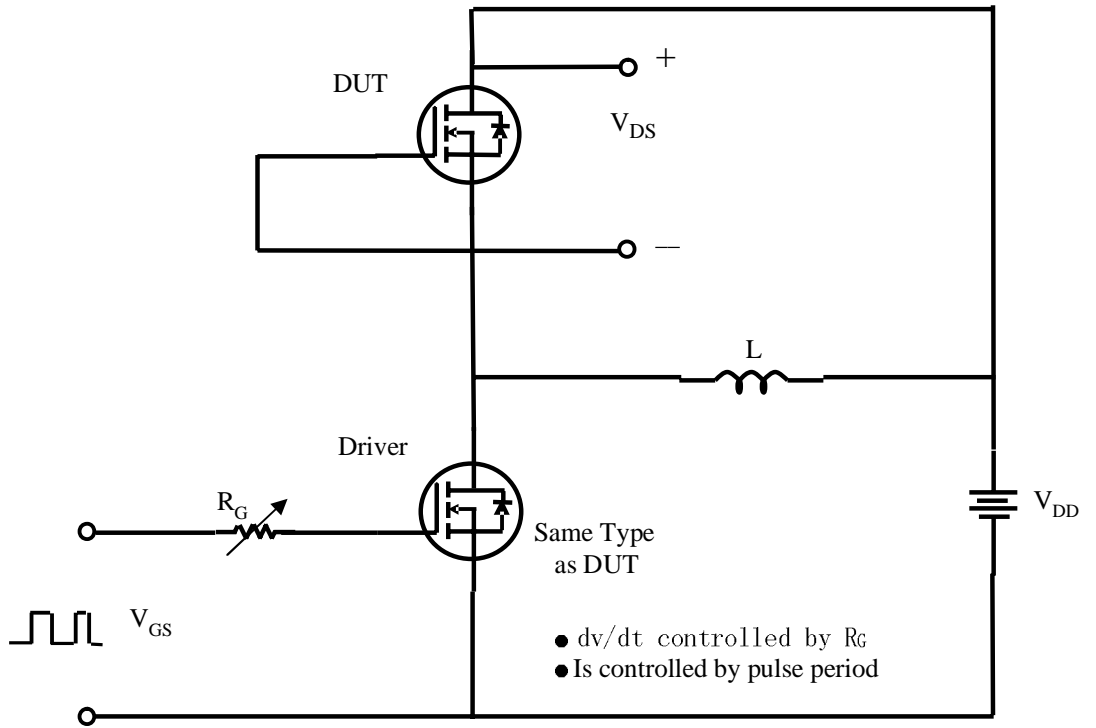 DUT
+
V_DS
—
L
Driver
R_G
V_DD
Same Type
as DUT
V_GS
● dv/dt controlled by RG
● Is controlled by pulse period